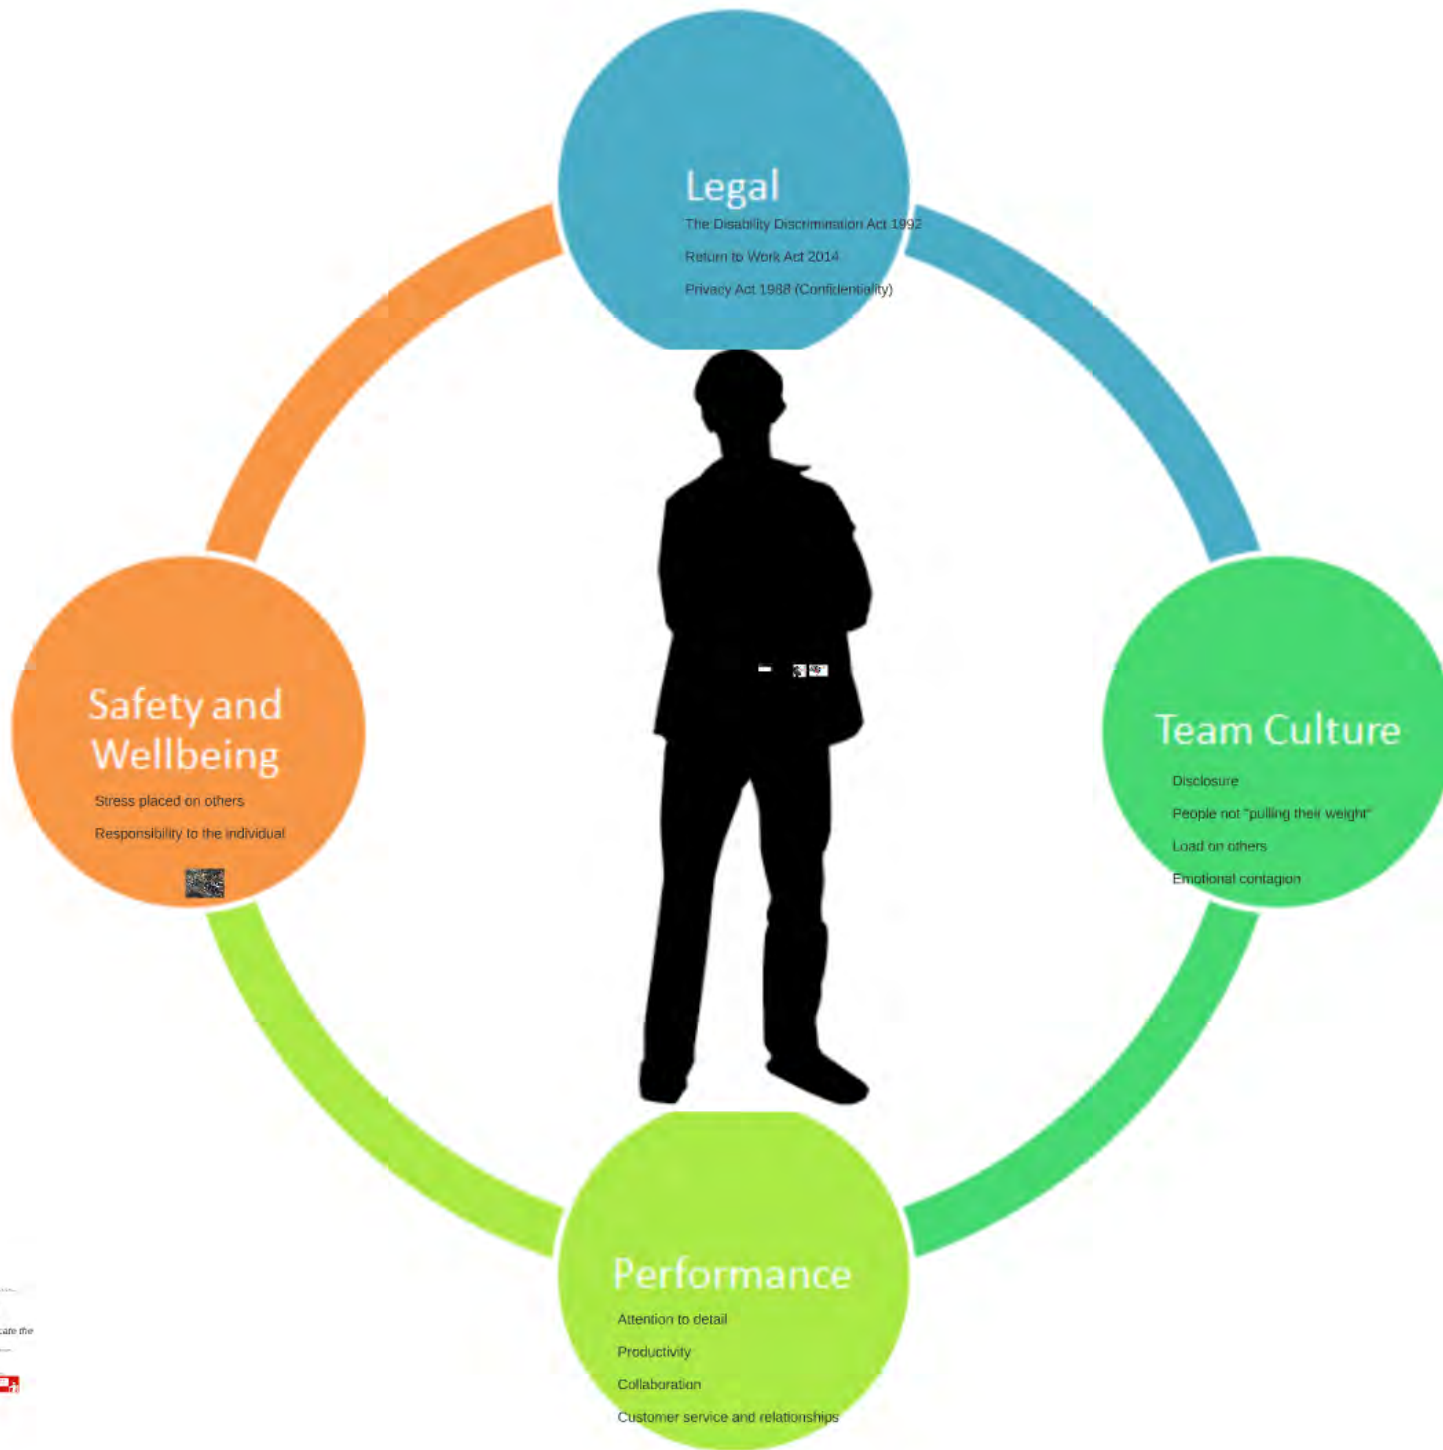 Legal
The Disability Discrimination Act 1992
Return to Work Act 2014
Privacy Act 1988 (Confidentiality)
Safety and
Wellbeing
Stress placed on others
Responsibility to the individual
Team Culture
Disclosure
People not "pulling their weight"
Load on others
Emotional contagion
Performance
Attention to detail
Productivity
Collaboration
Customer service and relationships
the